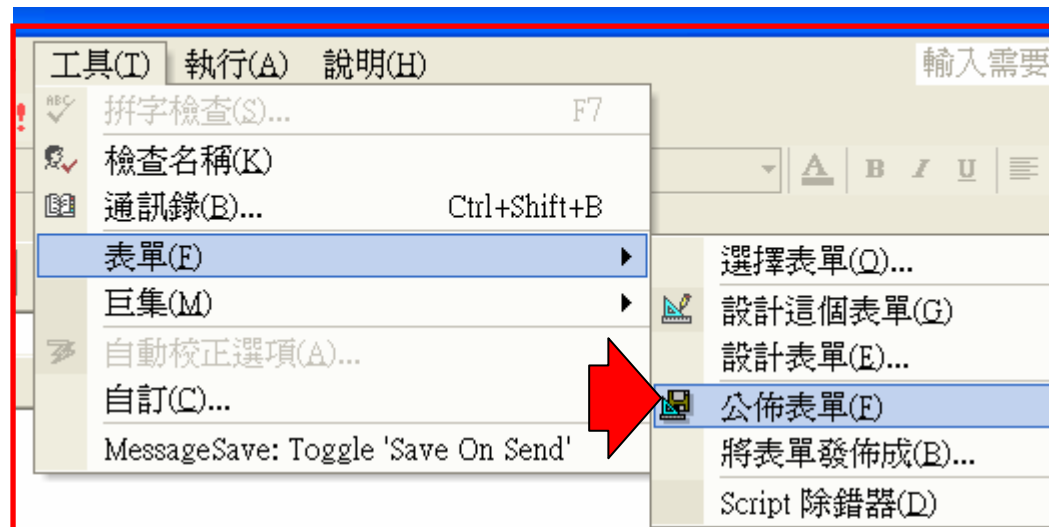 工具(T) 執行(A) 說明(H) 輸入需要
ABC 拼字檢查(S)... F7
檢查名稱(K)
通訊錄(B)... Ctrl+Shift+B
A B I U
表單(F)
巨集(M)
自動校正選項(A)...
自訂(C)...
MessageSave: Toggle 'Save On Send'
選擇表單(O)...
設計這個表單(G)
設計表單(E)...
公佈表單(F)
將表單發佈成(B)...
Script 除錯器(D)